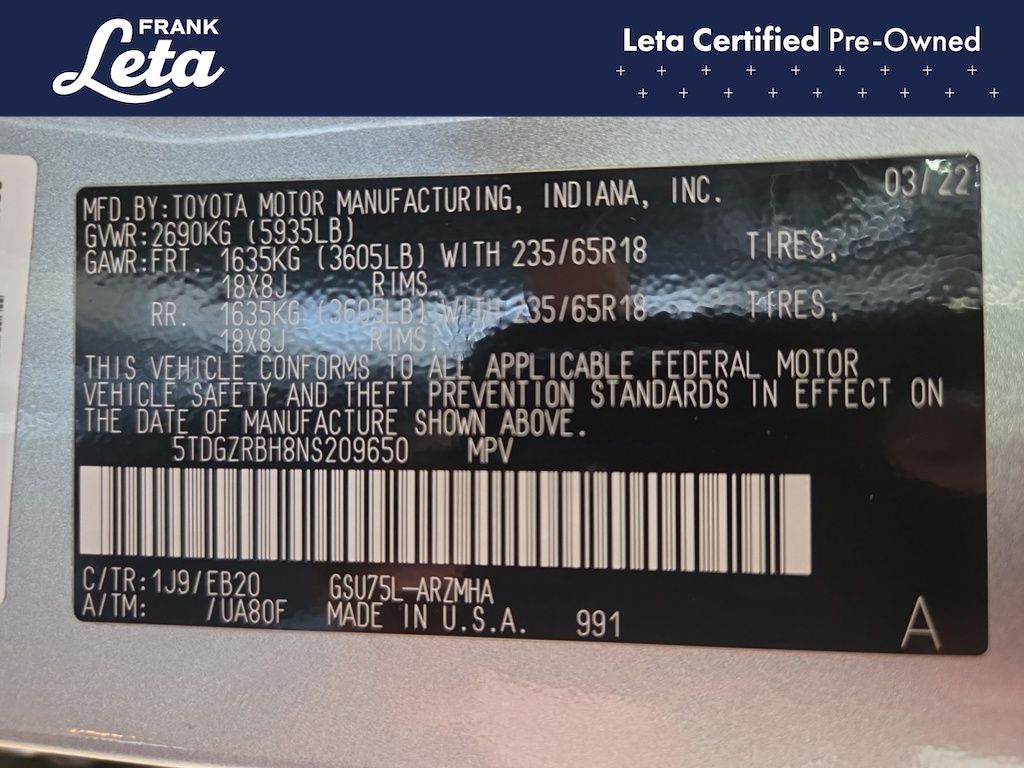 FRANK
Leta
Leta Certified Pre-Owned
03/22
MFD.BY:TOYOTA MOTOR MANUFACTURING, INDIANA, INC.
GVWR:2690KG (5935LB)
GAWR:FRT. 1635KG (3605LB) WITH 235/65R18 TIRES,
18X8J RIMS,
RR. 1635KG (3605LB) WITH 235/65R18 TIRES,
18X8J RIMS,
THIS VEHICLE CONFORMS TO ALL APPLICABLE FEDERAL MOTOR
VEHICLE SAFETY AND THEFT PREVENTION STANDARDS IN EFFECT ON
THE DATE OF MANUFACTURE SHOWN ABOVE.
5TDGZRBH8NS209650 MPV
C/TR:1J9/EB20 GSU75L-ARZMHA
A/TM: /UA80F MADE IN U.S.A. 991
A